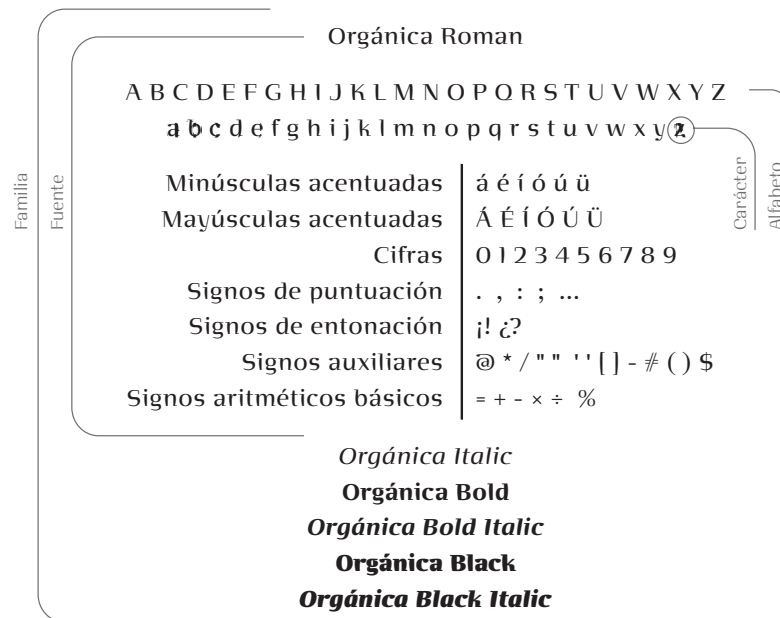 Orgánica Roman
A B C D E F G H I J K L M N O P Q R S T U V W X Y Z
a b c d e f g h i j k l m n o p q r s t u v w x y z
Minúsculas acentuadas á é í ó ú ü
Mayúsculas acentuadas Á É Í Ó Ú Ü
Cifras 0 1 2 3 4 5 6 7 8 9
Signos de puntuación . , : ; ...
Signos de entonación ¡! ¿?
Signos auxiliares @ * / " " ' ' [ ] - # ( ) $
Signos aritméticos básicos = + - × ÷ %
Orgánica Italic
Orgánica Bold
Orgánica Bold Italic
Orgánica Black
Orgánica Black Italic
Familia
Fuente
Carácter
Alfabeto